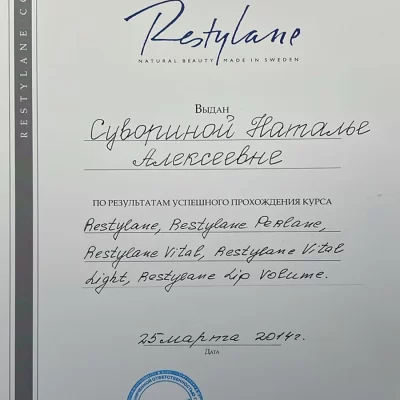 RESTYLANE CO
Restylane
NATURAL BEAUTY MADE IN SWEDEN
ВЫДАН
Сувориной Наталье
Алексеевне
ПО РЕЗУЛЬТАТАМ УСПЕШНОГО ПРОХОЖДЕНИЯ КУРСА
Restylane, Restylane Perlane,
Restylane Vital, Restylane Vital
Light, Restylane Lip Volume.
25 марта 2014г.
ДАТА